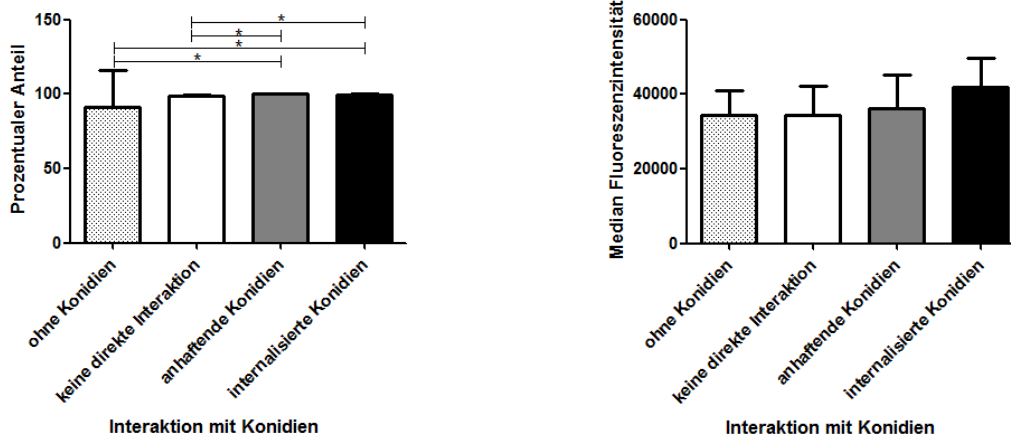 Prozentualer Anteil
150
100
50
0
*
*
*
*
ohne Konidien
keine direkte Interaktion
anhaftende Konidien
internalisierte Konidien
Interaktion mit Konidien
Median Fluoreszenzintensität
60000
40000
20000
0
ohne Konidien
keine direkte Interaktion
anhaftende Konidien
internalisierte Konidien
Interaktion mit Konidien